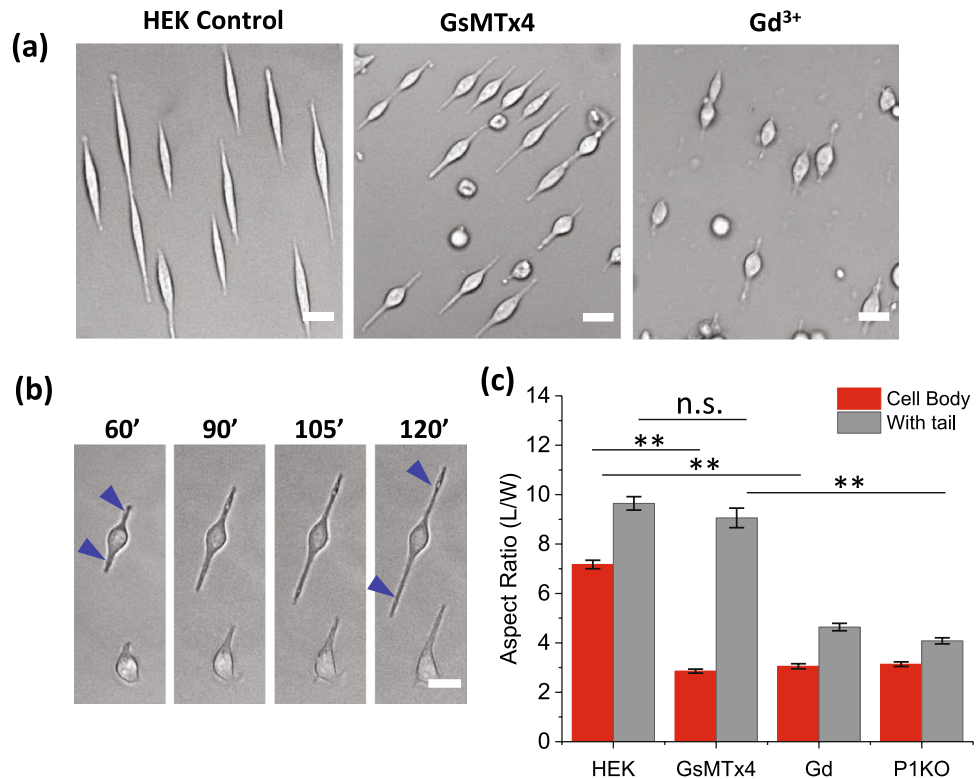 HEK Control GsMTx4 Gd³⁺
(a)
(b)
60’ 90’ 105’ 120’
(c)
Aspect Ratio (L/W)
14
12
10
8
6
4
2
0
Cell Body
With tail
n.s.
**
**
**
HEK GsMTx4 Gd P1KO